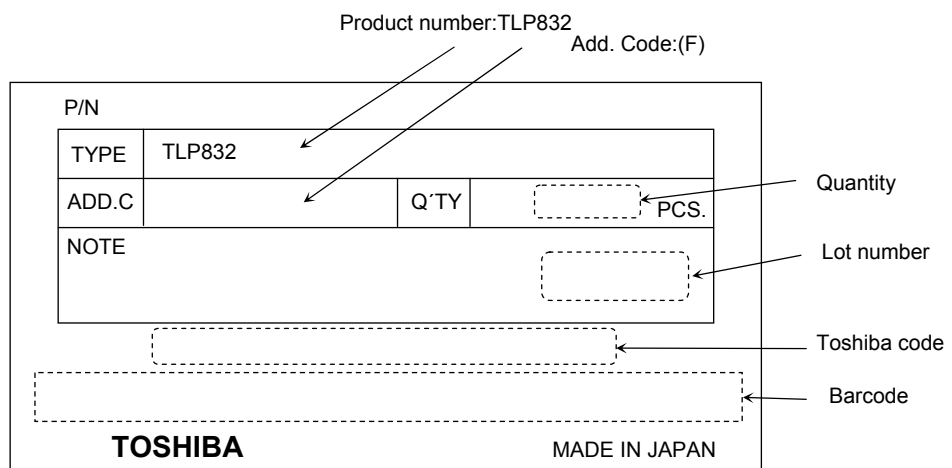 Product number:TLP832
Add. Code:(F)
P/N
TYPE TLP832
ADD.C Q´TY PCS.
Quantity
NOTE
Lot number
Toshiba code
Barcode
TOSHIBA MADE IN JAPAN